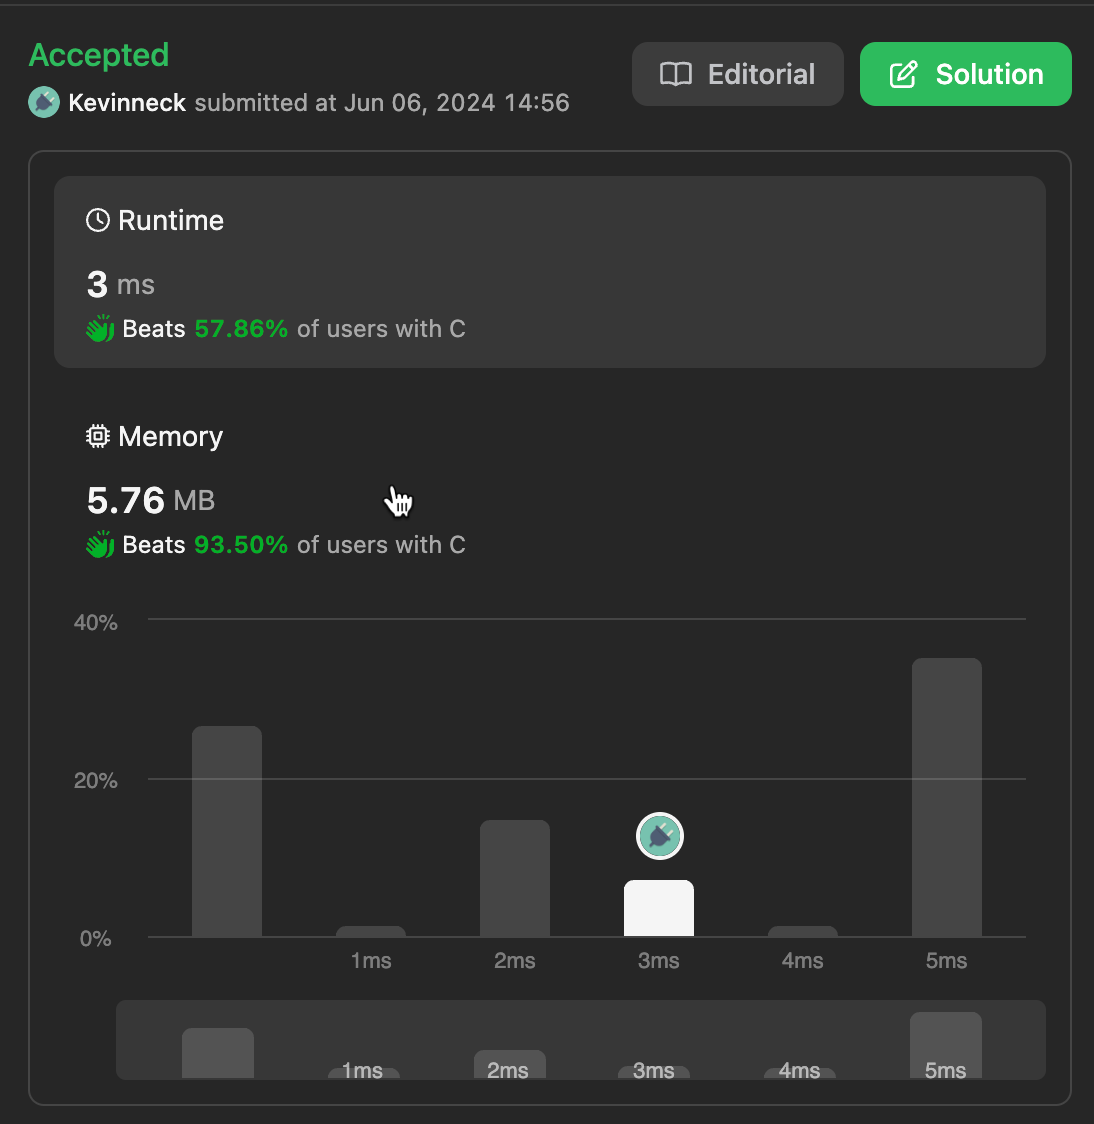 Accepted
Kevinneck submitted at Jun 06, 2024 14:56
Editorial
Solution
Runtime
3 ms
Beats 57.86% of users with C
Memory
5.76 MB
Beats 93.50% of users with C
40%
20%
0%
1ms 2ms 3ms 4ms 5ms
1ms 2ms 3ms 4ms 5ms